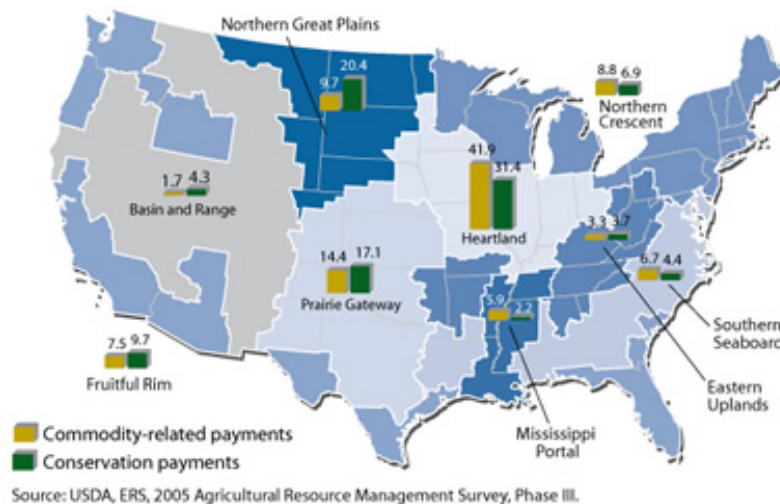 Northern Great Plains
9.7 20.4
8.8 6.9
Northern
Crescent
41.9
31.4
Heartland
1.7 4.3
Basin and Range
3.3 3.7
14.4 17.1
Prairie Gateway
6.7 4.4
5.9 2.2
Southern
Seaboard
7.5 9.7
Fruitful Rim
Eastern
Uplands
Mississippi
Portal
Commodity-related payments
Conservation payments
Source: USDA, ERS, 2005 Agricultural Resource Management Survey, Phase III.